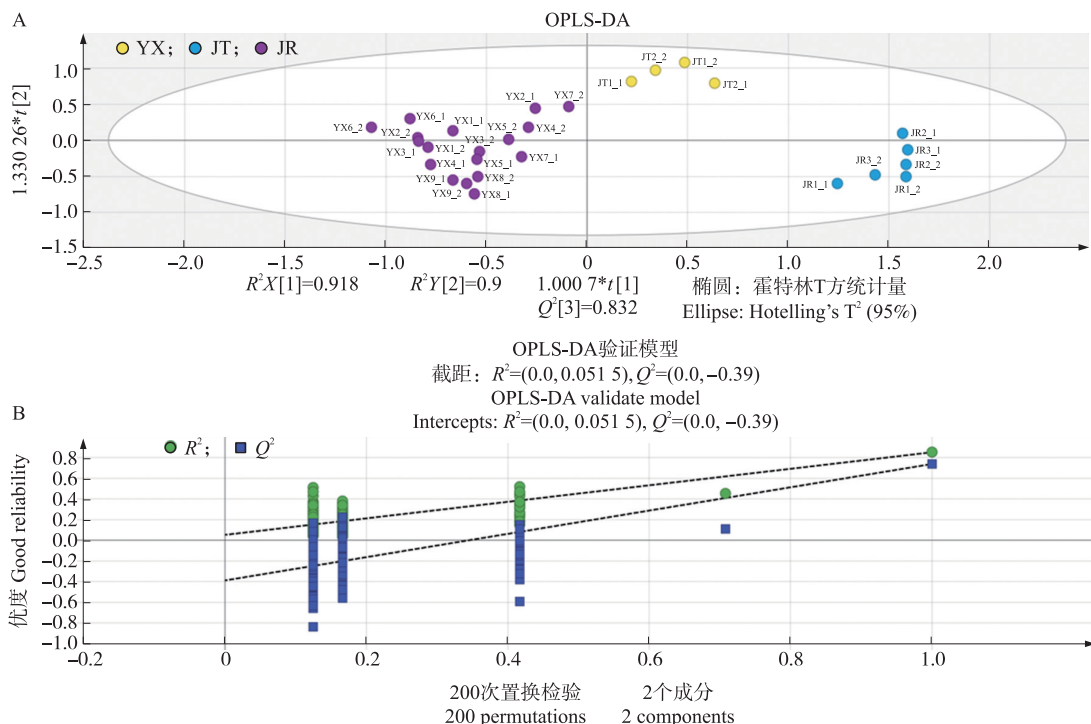 A
OPLS-DA
YX； JT； JR
1.330 26*t[2]
1.0
0.5
0.0
−0.5
−1.0
−1.5
JT2_2
JT1_2
JT1_1
JT2_1
YX2_1
YX7_2
YX6_1
YX6_2
YX1_1
YX2_2
YX5_2
YX4_2
YX3_2
YX3_1
YX1_2
YX7_1
YX4_1
YX5_1
YX9_1
YX8_2
YX9_2
YX8_1
JR2_1
JR3_1
JR3_2
JR2_2
JR1_1
JR1_2
−2.5 −2.0 −1.5 −1.0 −0.5 0 0.5 1.0 1.5 2.0
R²X[1]=0.918 R²Y[2]=0.9 1.000 7*t[1] 椭圆：霍特林T方统计量
Q²[3]=0.832 Ellipse: Hotelling's T² (95%)
OPLS-DA验证模型
截距：R²=(0.0, 0.051 5), Q²=(0.0, −0.39)
OPLS-DA validate model
Intercepts: R²=(0.0, 0.051 5), Q²=(0.0, −0.39)
B
R²； Q²
优度 Good reliability
0.8
0.6
0.4
0.2
0.0
−0.2
−0.4
−0.6
−0.8
−1.0
−0.2 0 0.2 0.4 0.6 0.8 1.0
200次置换检验 2个成分
200 permutations 2 components